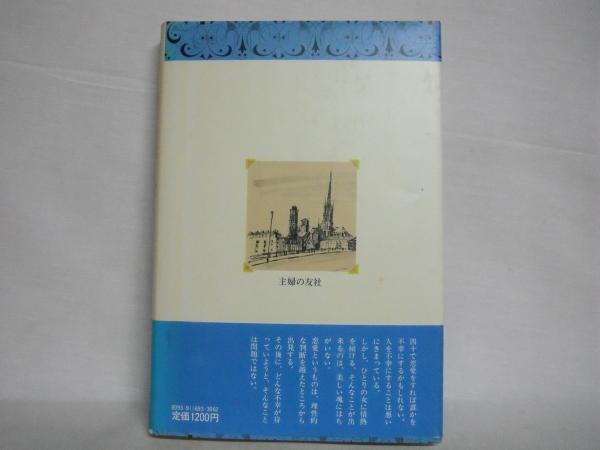 主婦の友社
四十で恋愛をすれば誰かを
不幸にするかもしれない。
人を不幸にすることは悪い
にきまっている。
しかし、ひとりの女に情熱
を傾ける、そんなことが出
来るのは、美しい魂にはち
がいない。
恋愛というものは、理性的
な判断を越えたところから
出発する。
その後に、どんな不幸が待
っていようと、そんなこと
は問題ではない。
0093-911693-3062
定価1200円